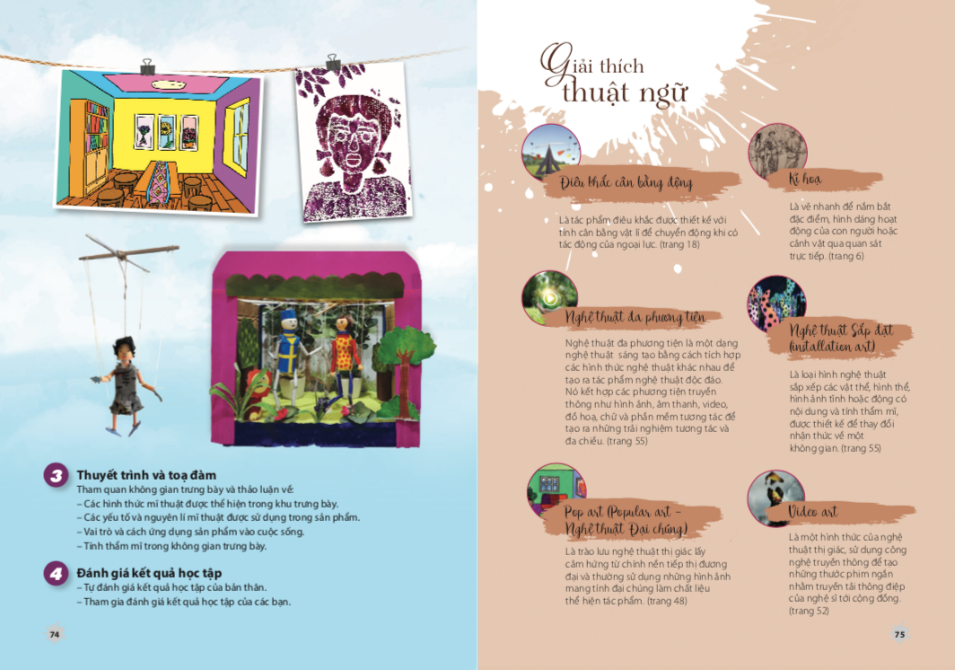 3 Thuyết trình và toạ đàm
Tham quan không gian trưng bày và thảo luận về:
– Các hình thức mĩ thuật được thể hiện trong khu trưng bày.
– Các yếu tố và nguyên lí mĩ thuật được sử dụng trong sản phẩm.
– Vai trò và cách ứng dụng sản phẩm vào cuộc sống.
– Tính thẩm mĩ trong không gian trưng bày.
4 Đánh giá kết quả học tập
– Tự đánh giá kết quả học tập của bản thân.
– Tham gia đánh giá kết quả học tập của các bạn.
74
Giải thích
thuật ngữ
Điêu khắc cân bằng động
Là tác phẩm điêu khắc được thiết kế với
tính cân bằng vật lí để chuyển động khi có
tác động của ngoại lực. (trang 18)
Kí hoạ
Là vẽ nhanh để nắm bắt
đặc điểm, hình dáng hoạt
động của con người hoặc
cảnh vật qua quan sát
trực tiếp. (trang 6)
Nghệ thuật đa phương tiện
Nghệ thuật đa phương tiện là một dạng
nghệ thuật sáng tạo bằng cách tích hợp
các hình thức nghệ thuật khác nhau để
tạo ra tác phẩm nghệ thuật độc đáo.
Nó kết hợp các phương tiện truyền
thông như hình ảnh, âm thanh, video,
đồ hoạ, chữ và phần mềm tương tác để
tạo ra những trải nghiệm tương tác và
đa chiều. (trang 55)
Nghệ thuật Sắp đặt
(installation art)
Là loại hình nghệ thuật
sắp xếp các vật thể, hình thể,
hình ảnh tĩnh hoặc động có
nội dung và tính thẩm mĩ,
được thiết kế để thay đổi
nhận thức về một
không gian. (trang 55)
Pop art (Popular art –
Nghệ thuật Đại chúng)
Là trào lưu nghệ thuật thị giác lấy
cảm hứng từ chính nền tiếp thị đương
đại và thường sử dụng những hình ảnh
mang tính đại chúng làm chất liệu
thể hiện tác phẩm. (trang 48)
Video art
Là một hình thức của nghệ
thuật thị giác, sử dụng công
nghệ truyền thông để tạo
những thước phim ngắn
nhằm truyền tải thông điệp
của nghệ sĩ tới cộng đồng.
(trang 52)
75